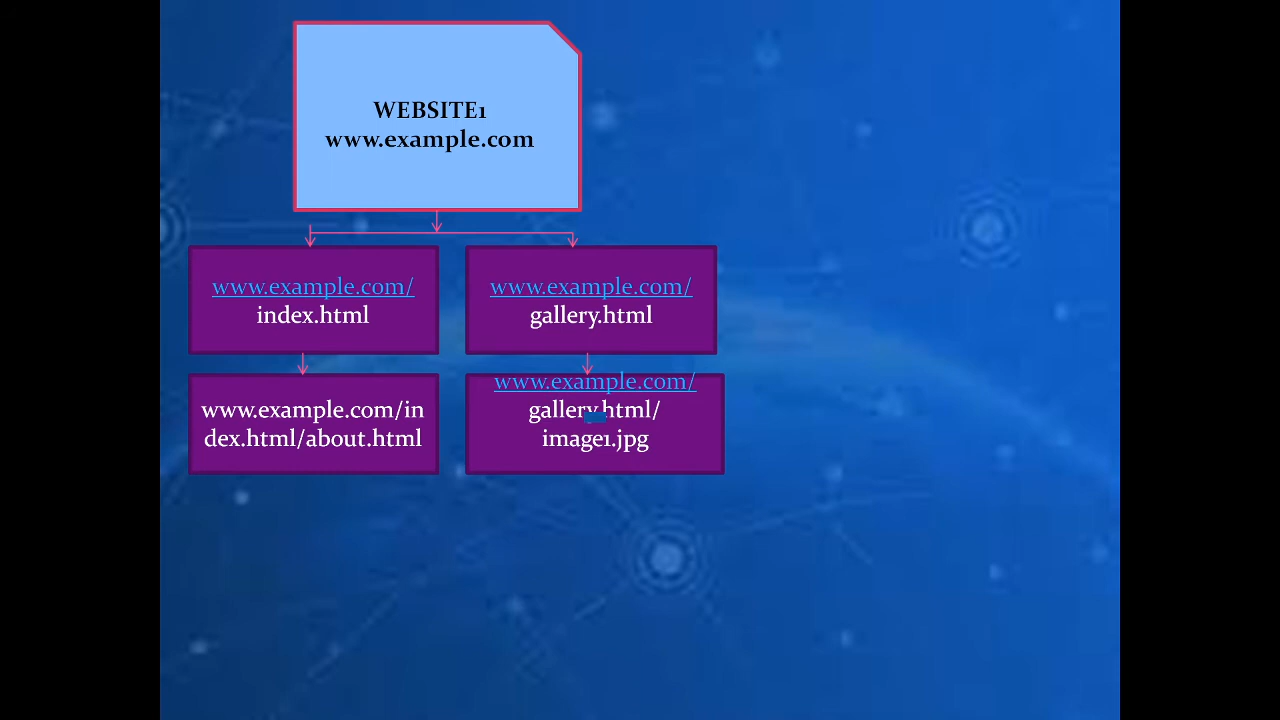 WEBSITE1
www.example.com
www.example.com/
index.html
www.example.com/
gallery.html
www.example.com/in
dex.html/about.html
www.example.com/
gallery.html/
image1.jpg